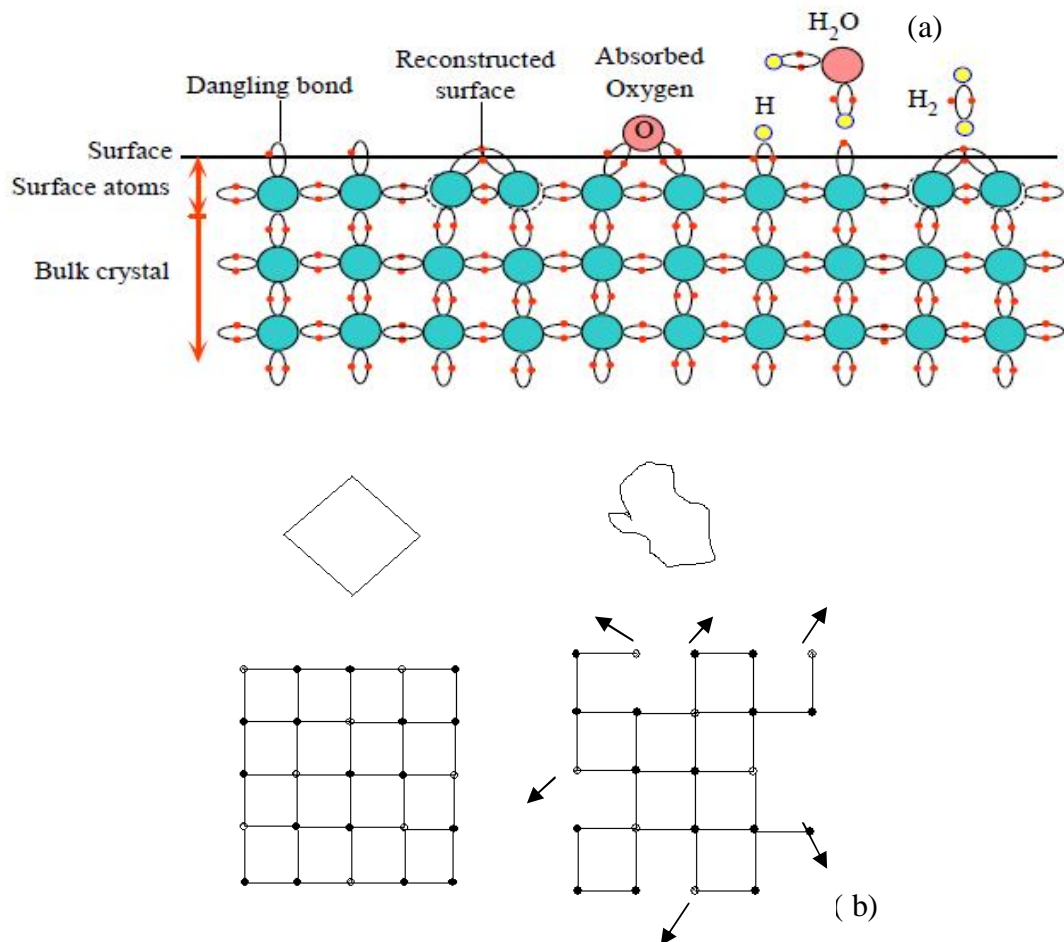 H₂O
(a)
Reconstructed
surface
Absorbed
Oxygen
Dangling bond
H
H₂
O
Surface
Surface atoms
Bulk crystal
( b)